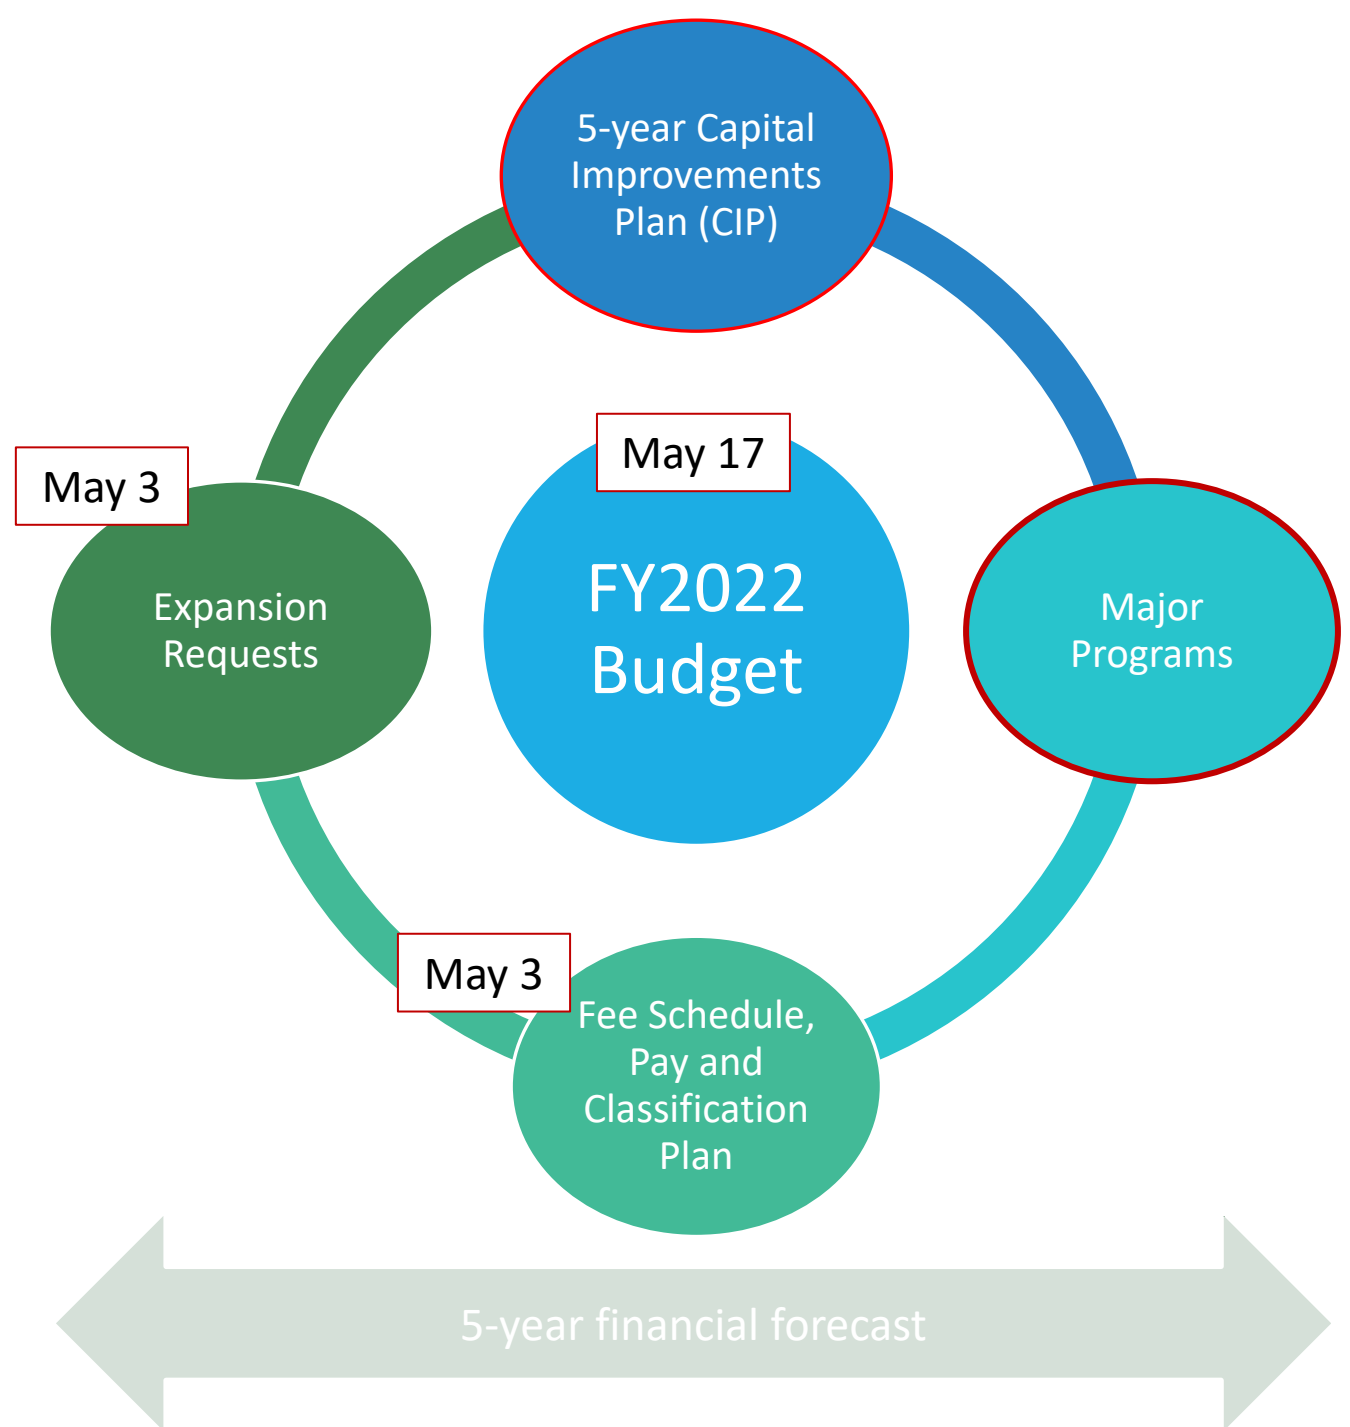 5-year Capital
Improvements
Plan (CIP)
May 17
May 3
FY2022
Budget
Expansion
Requests
Major
Programs
May 3
Fee Schedule,
Pay and
Classification
Plan
5-year financial forecast